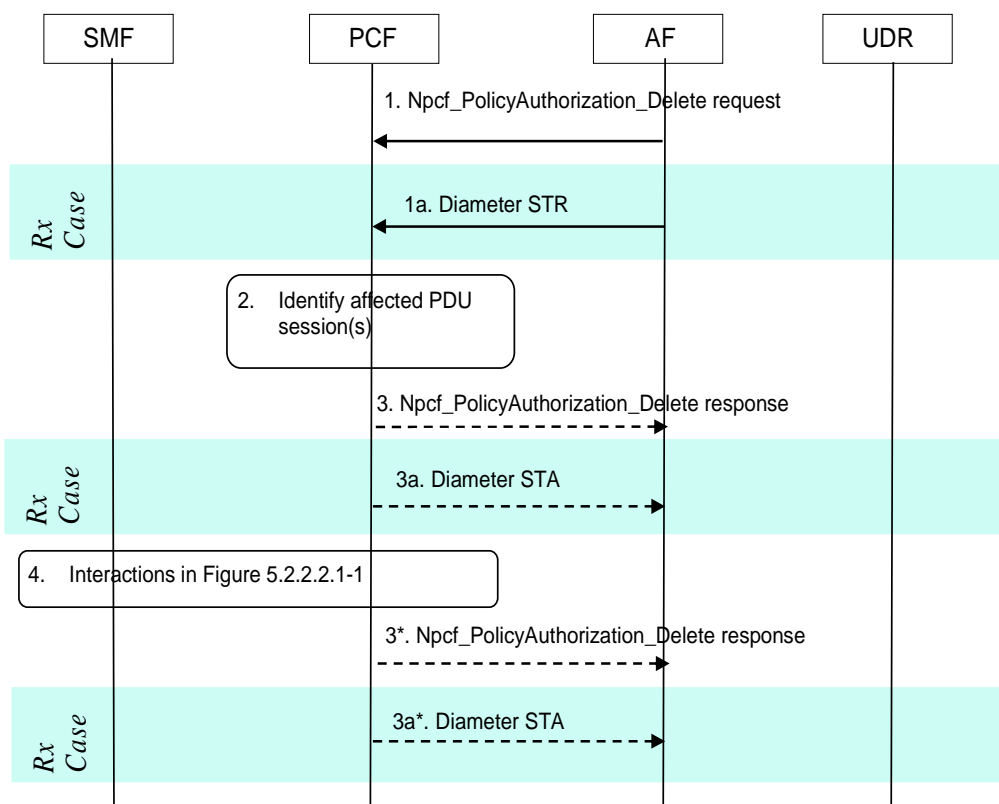 SMF
PCF
AF
UDR
1. Npcf_PolicyAuthorization_Delete request
Rx
Case
1a. Diameter STR
2. Identify affected PDU
session(s)
3. Npcf_PolicyAuthorization_Delete response
Rx
Case
3a. Diameter STA
4. Interactions in Figure 5.2.2.2.1-1
3*. Npcf_PolicyAuthorization_Delete response
Rx
Case
3a*. Diameter STA